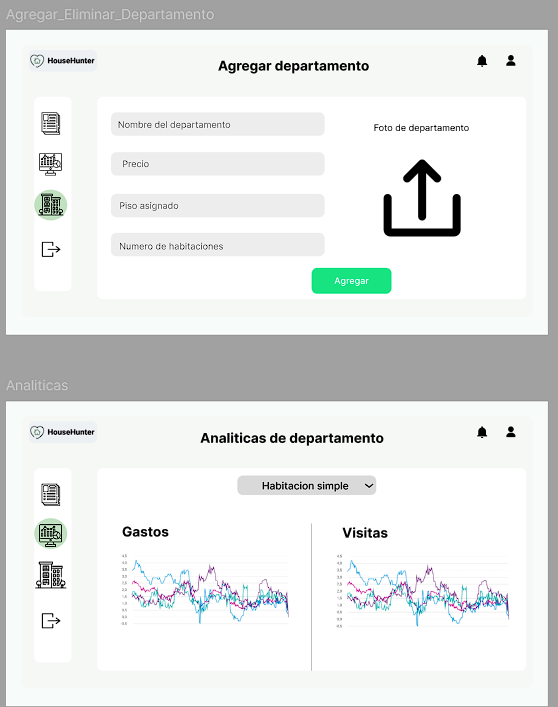 Agregar_Eliminar_Departamento
HouseHunter
Agregar departamento
Nombre del departamento
Foto de departamento
Precio
Piso asignado
Numero de habitaciones
Agregar
Analiticas
HouseHunter
Analiticas de departamento
Habitacion simple
Gastos
Visitas